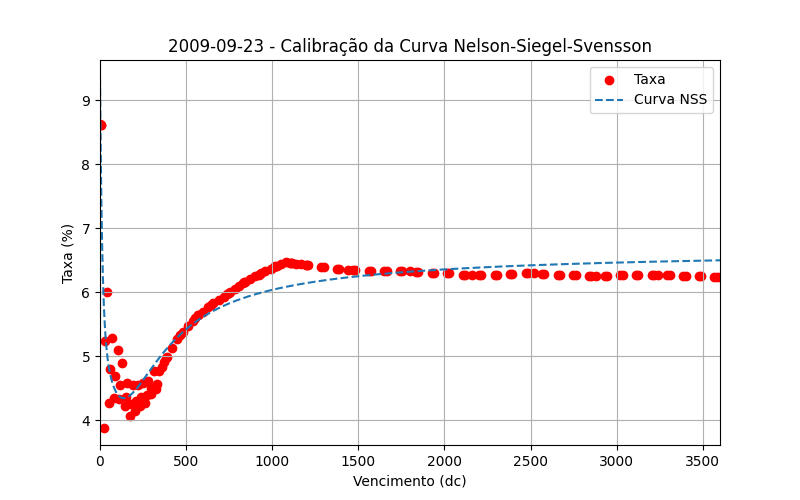 2009-09-23 - Calibração da Curva Nelson-Siegel-Svensson
Taxa
Curva NSS
Taxa (%)
9
8
7
6
5
4
0 500 1000 1500 2000 2500 3000 3500
Vencimento (dc)